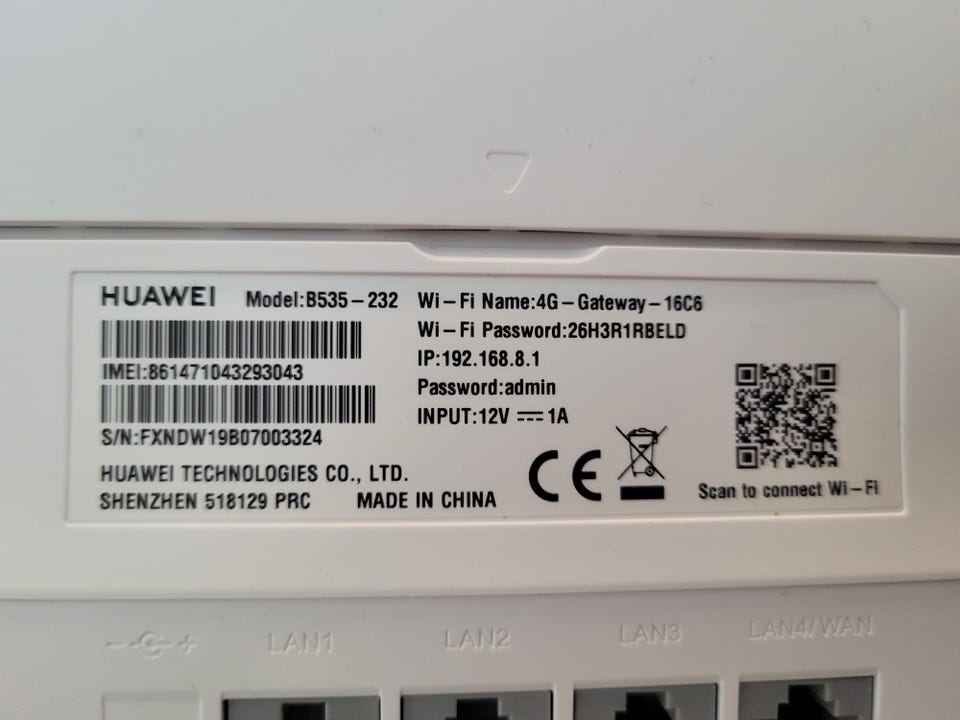 HUAWEI Model:B535-232
IMEI:861471043293043
S/N:FXNDW19B07003324
HUAWEI TECHNOLOGIES CO., LTD.
SHENZHEN 518129 PRC MADE IN CHINA
Wi-Fi Name:4G-Gateway-16C6
Wi-Fi Password:26H3R1RBELD
IP:192.168.8.1
Password:admin
INPUT:12V ⎓ 1A
CE
Scan to connect Wi-Fi
LAN1 LAN2 LAN3 LAN4/WAN